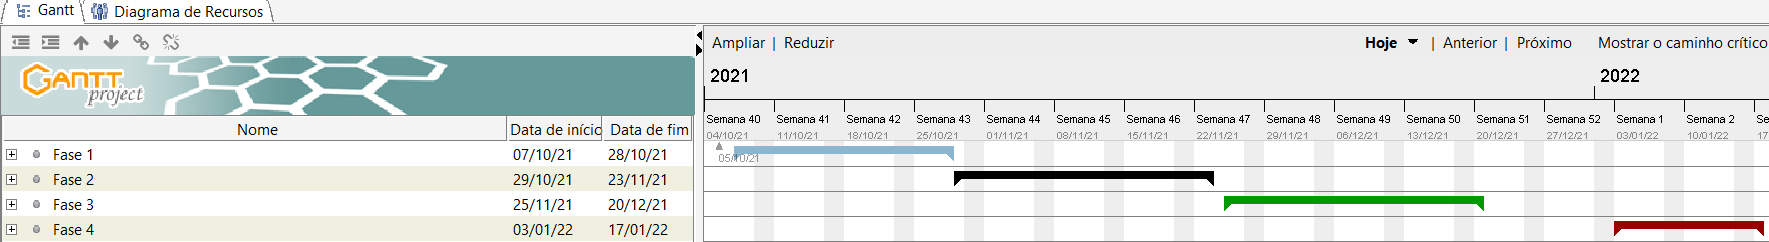 Gantt Diagrama de Recursos
Ampliar | Reduzir Hoje | Anterior | Próximo Mostrar o caminho crítico
GANTT project
2021 2022
Nome Data de início Data de fim
Semana 40 Semana 41 Semana 42 Semana 43 Semana 44 Semana 45 Semana 46 Semana 47 Semana 48 Semana 49 Semana 50 Semana 51 Semana 52 Semana 1 Semana 2 Se
04/10/21 11/10/21 18/10/21 25/10/21 01/11/21 08/11/21 15/11/21 22/11/21 29/11/21 06/12/21 13/12/21 20/12/21 27/12/21 03/01/22 10/01/22 17
05/10/21
Fase 1 07/10/21 28/10/21
Fase 2 29/10/21 23/11/21
Fase 3 25/11/21 20/12/21
Fase 4 03/01/22 17/01/22